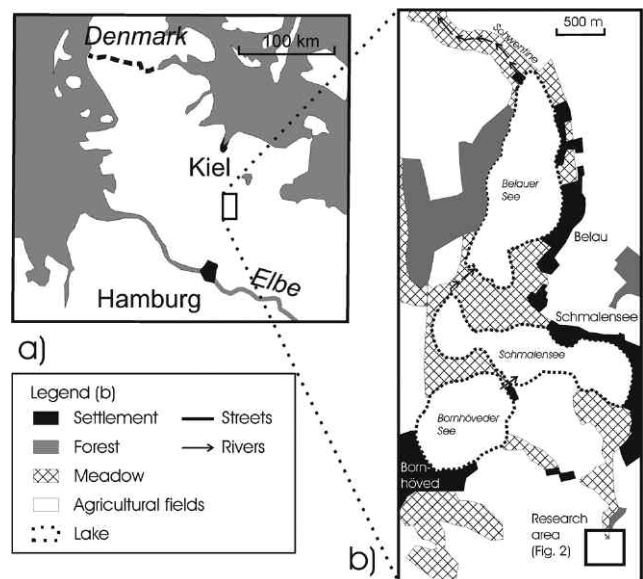 Denmark
100 km
Kiel
Elbe
Hamburg
a)
Legend (b)
Settlement
Streets
Forest
Rivers
Meadow
Agricultural fields
Lake
500 m
Schwentine
Belauer
See
Belau
Schmalensee
Schmalensee
Bornhöveder
See
Born-
höved
Research
area
(Fig. 2)
b)